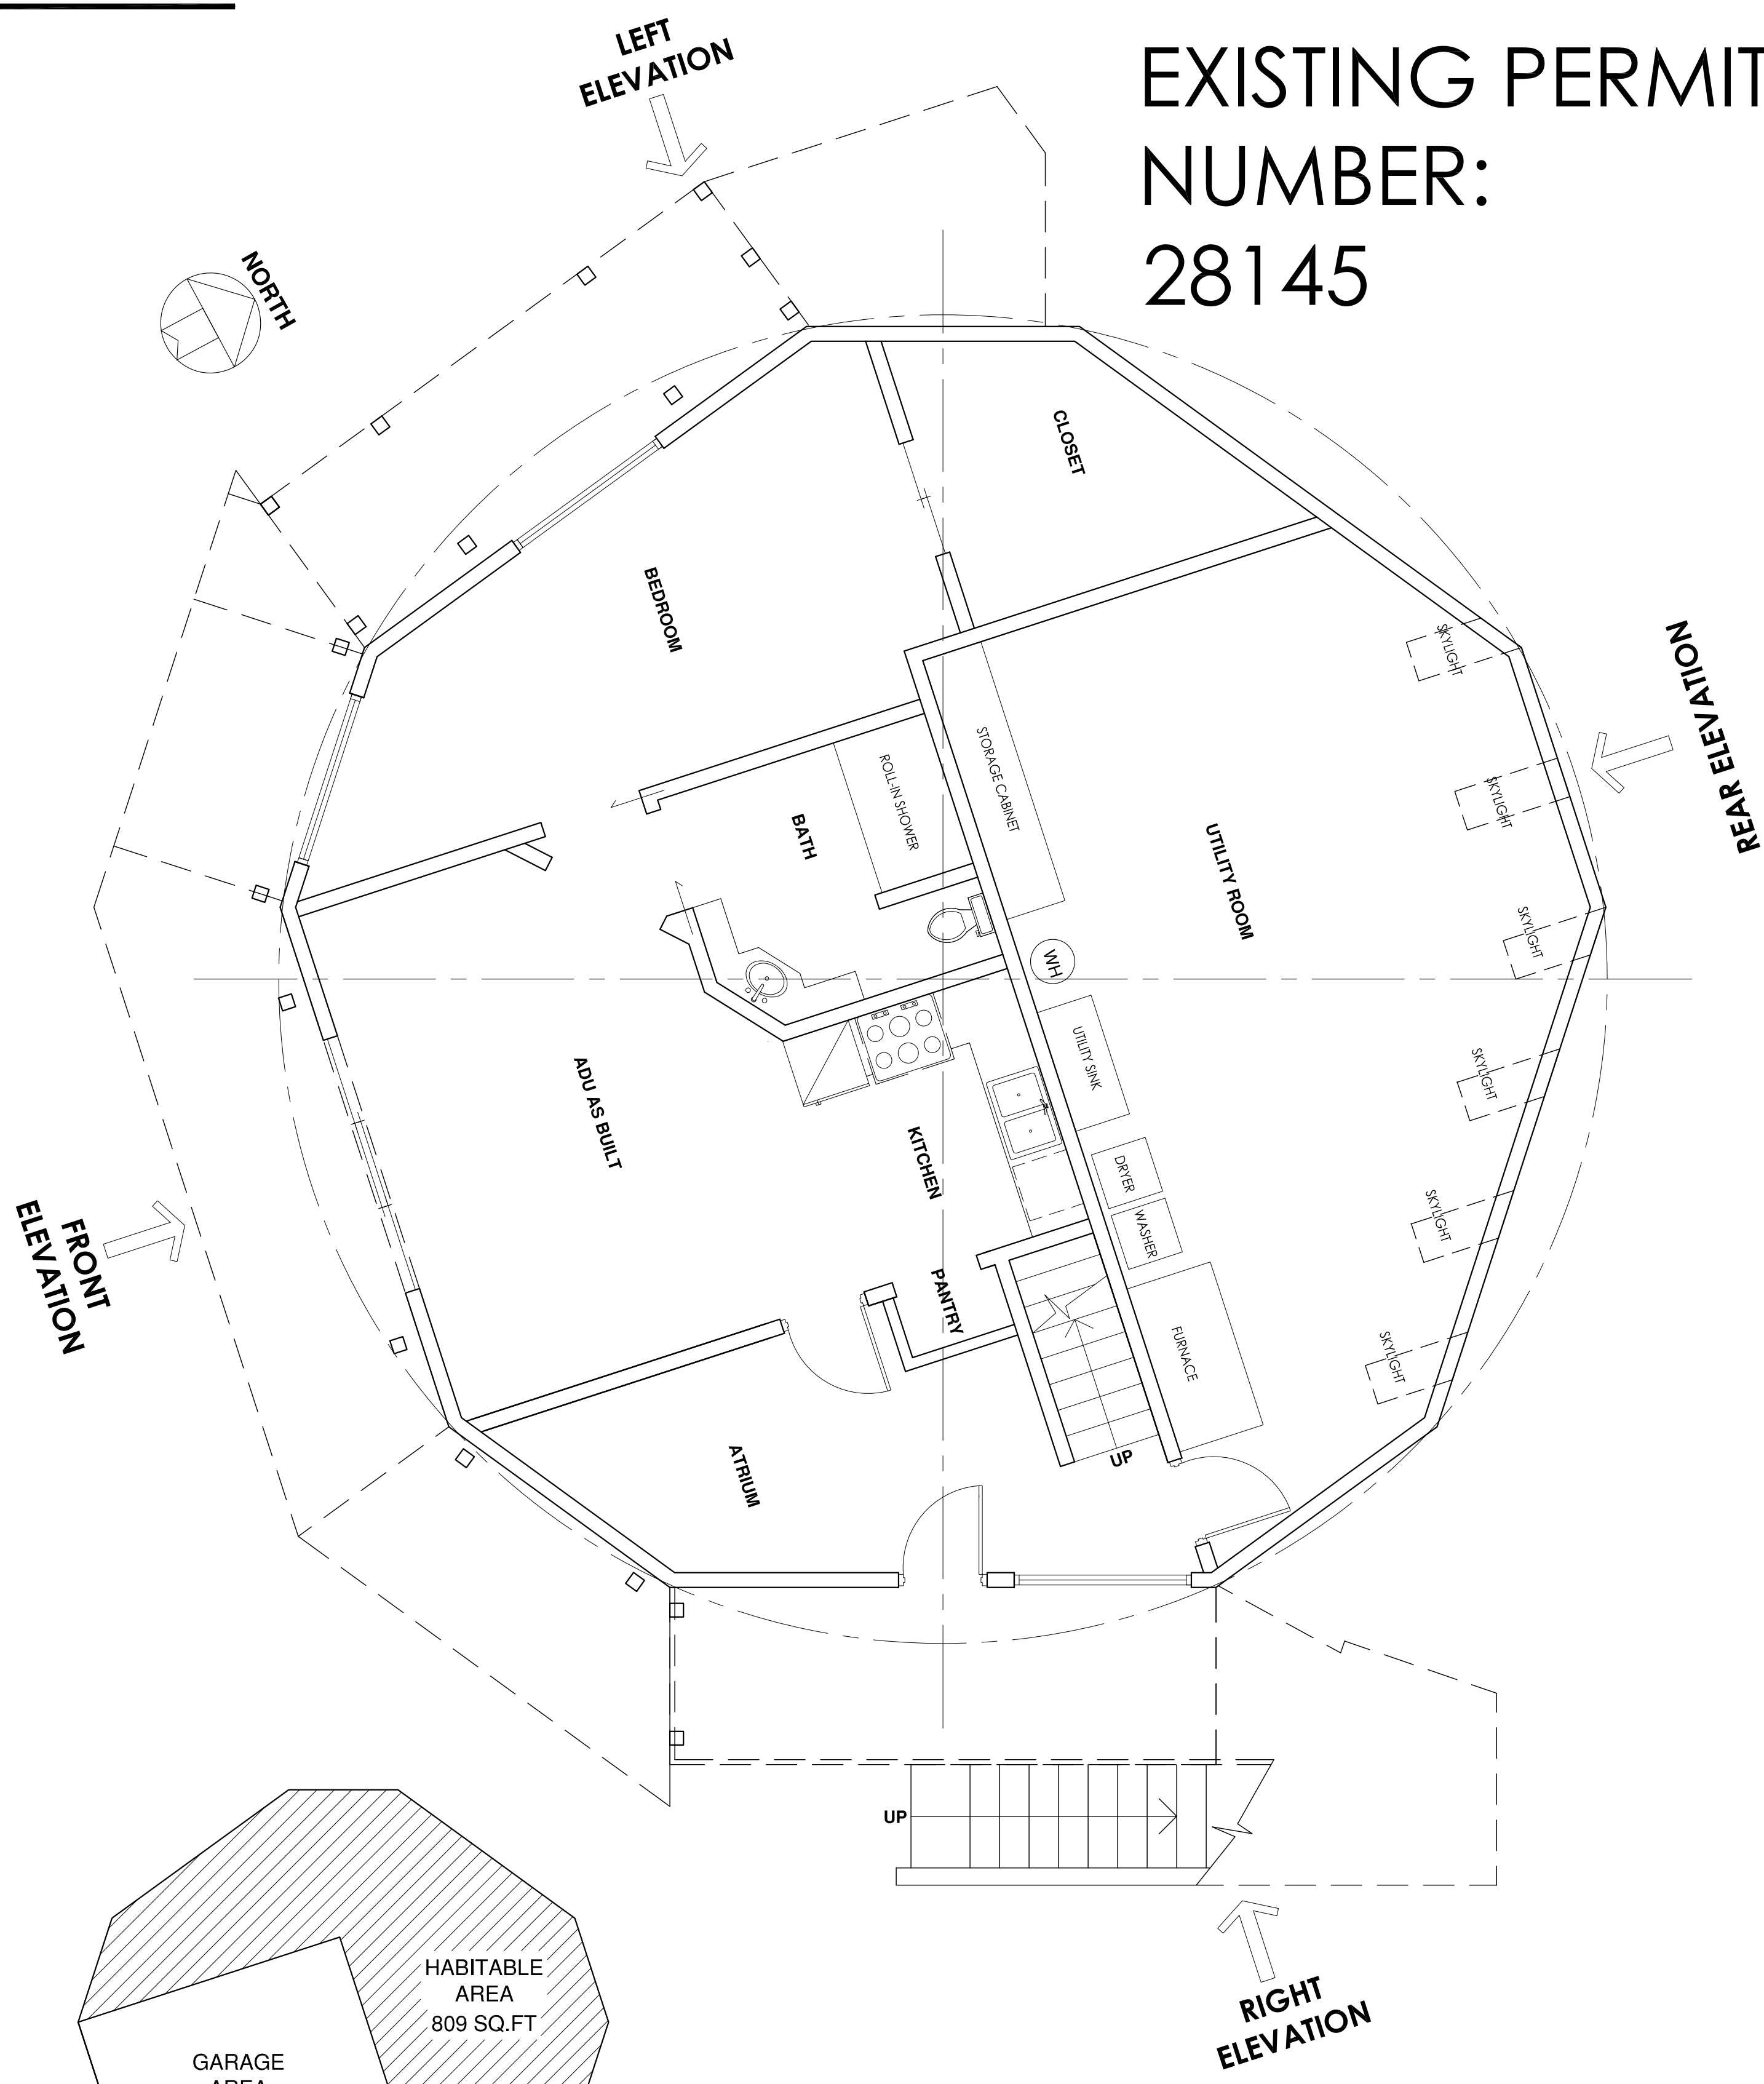 LEFT
ELEVATION
EXISTING PERMIT
NUMBER:
28145
NORTH
CLOSET
BEDROOM
SKYLIGHT
REAR ELEVATION
STORAGE CABINET
ROLL-IN SHOWER
SKYLIGHT
BATH
UTILITY ROOM
SKYLIGHT
WH
UTILITY SINK
SKYLIGHT
ADU AS BUILT
KITCHEN
DRYER
SKYLIGHT
WASHER
FRONT
ELEVATION
PANTRY
FURNACE
SKYLIGHT
ATRIUM
UP
UP
HABITABLE
AREA
809 SQ.FT
GARAGE
AREA
RIGHT
ELEVATION